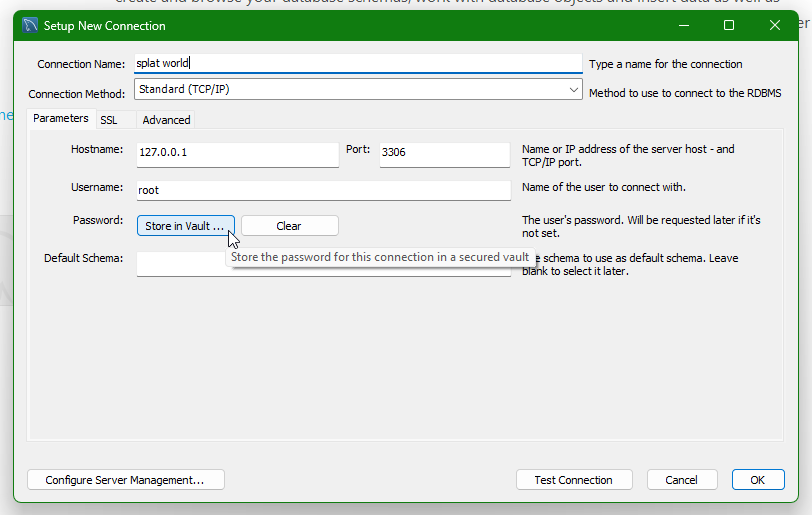 create and browse your database schemas, work with database objects and insert data as well as
Setup New Connection
Connection Name: splat world Type a name for the connection
Connection Method: Standard (TCP/IP) Method to use to connect to the RDBMS
Parameters SSL Advanced
Hostname: 127.0.0.1 Port: 3306 Name or IP address of the server host - and
TCP/IP port.
Username: root Name of the user to connect with.
Password: Store in Vault ... Clear The user's password. Will be requested later if it's
not set.
Store the password for this connection in a secured vault
Default Schema: schema to use as default schema. Leave
blank to select it later.
Configure Server Management... Test Connection Cancel OK